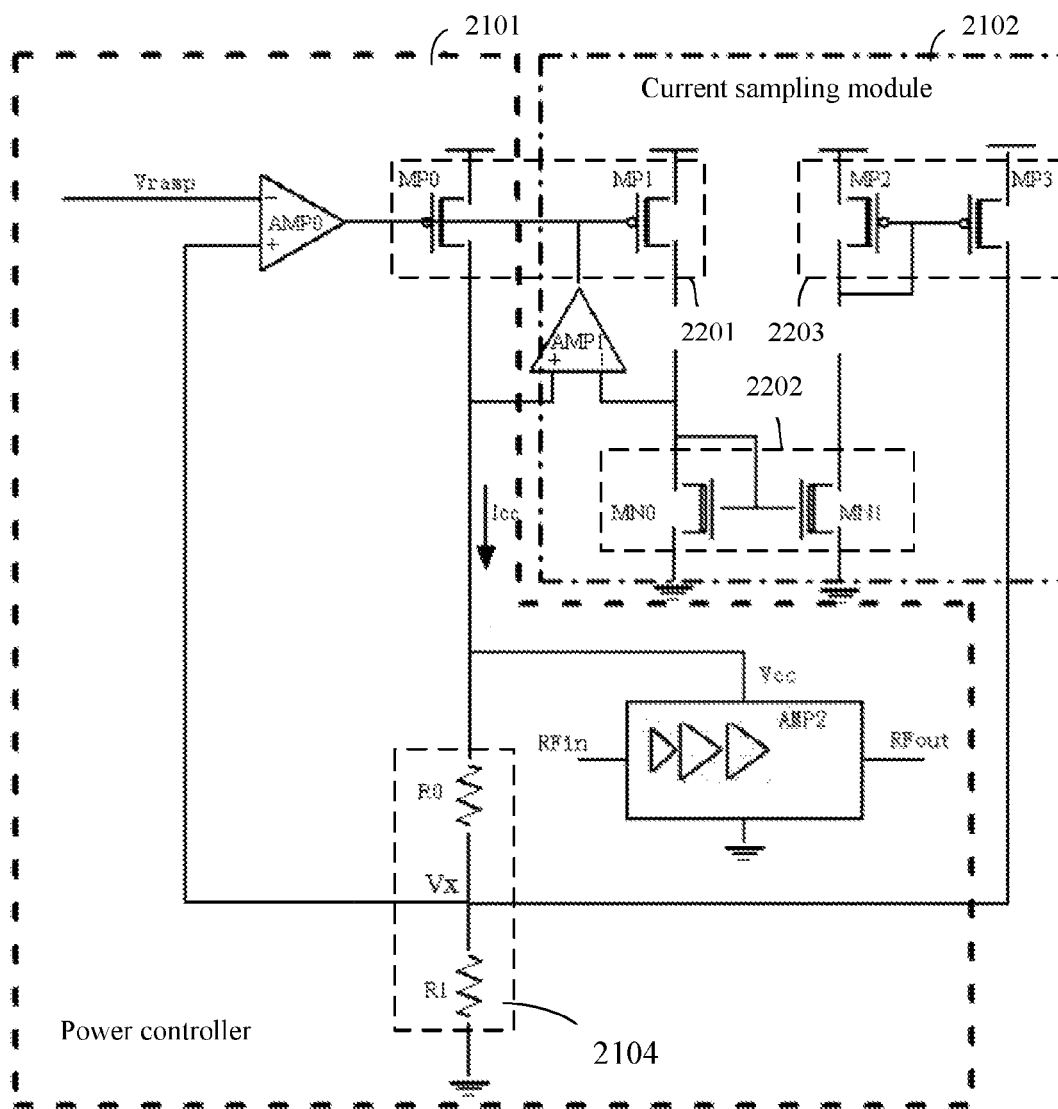 2101
2102
Current sampling module
MP0
MP1
MP2
MP3
Vramp
-
AMP0
+
2201
2203
AMP1
+
-
2202
Icc
MN0
MN1
Vcc
AMP2
RFin
RFout
R0
Vx
R1
Power controller
2104